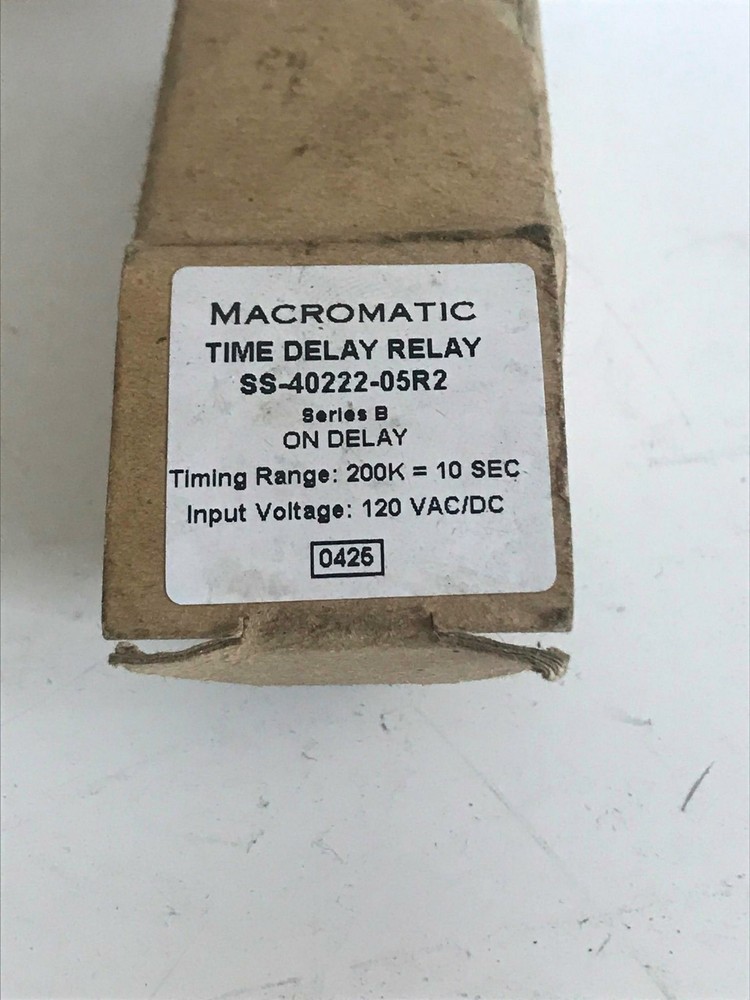 MACROMATIC
TIME DELAY RELAY
SS-40222-05R2
Series B
ON DELAY
Timing Range: 200K = 10 SEC
Input Voltage: 120 VAC/DC
0425